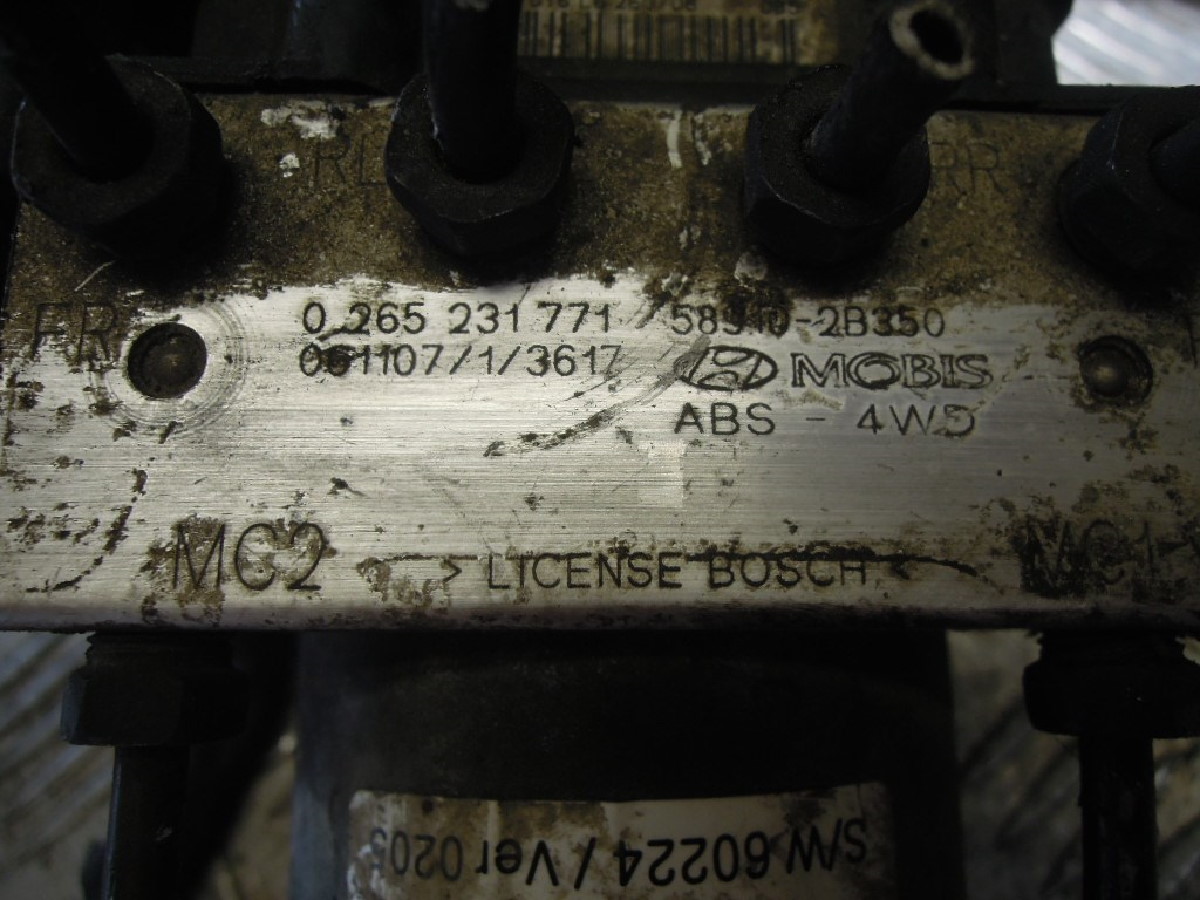 RL
RR
FR
0 265 231 771 58910-2B350
061107/1/3617 MOBIS
ABS - 4WD
MC2 LICENSE BOSCH MC1
S/W 60224 / Ver 0205